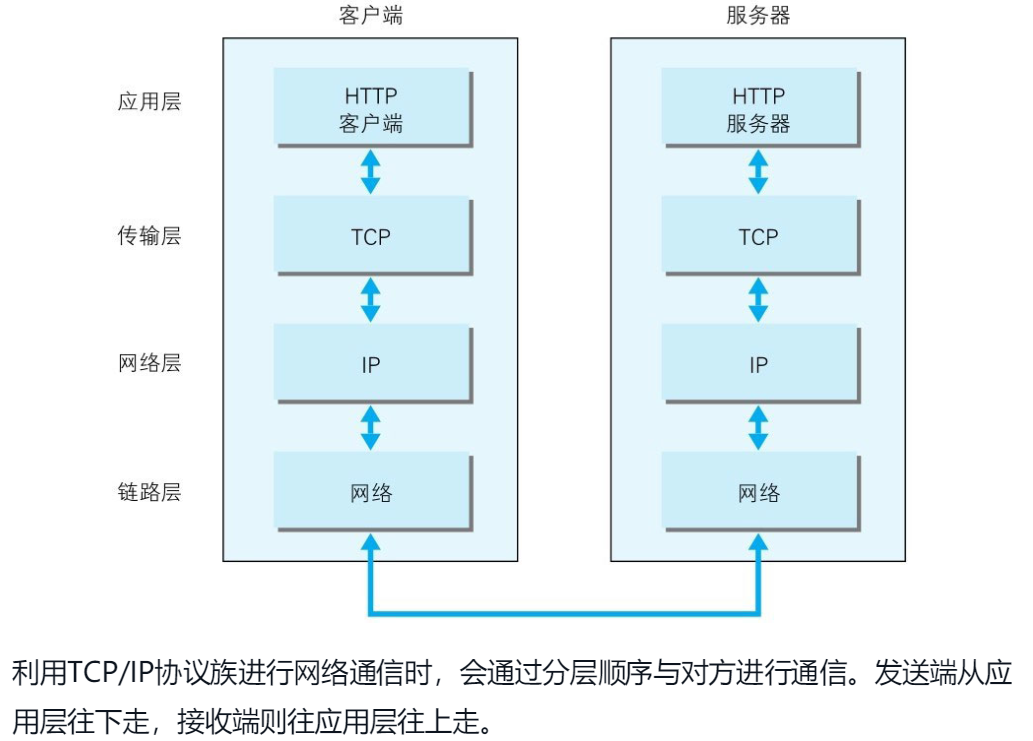 客户端 服务器
应用层 HTTP 客户端 HTTP 服务器
传输层 TCP TCP
网络层 IP IP
链路层 网络 网络
利用TCP/IP协议族进行网络通信时，会通过分层顺序与对方进行通信。发送端从应
用层往下走，接收端则往应用层往上走。